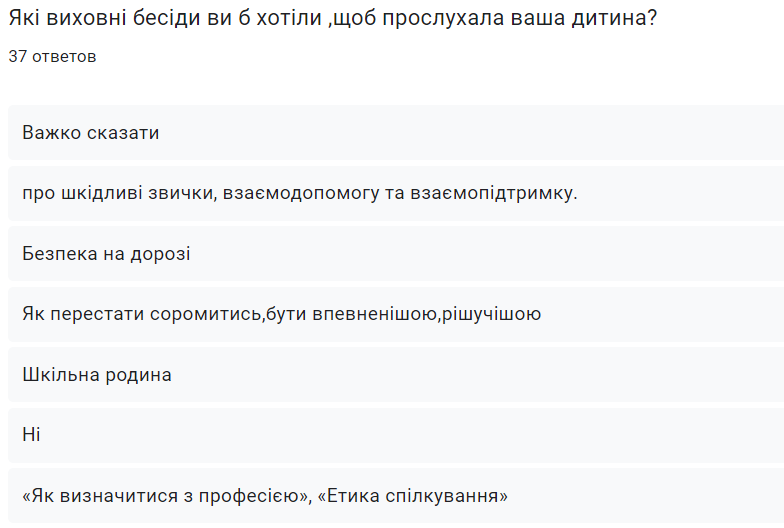 Які виховні бесіди ви б хотіли ,щоб прослухала ваша дитина?
37 ответов
Важко сказати
про шкідливі звички, взаємодопомогу та взаємопідтримку.
Безпека на дорозі
Як перестати соромитись,бути впевненішою,рішучішою
Шкільна родина
Ні
«Як визначитися з професією», «Етика спілкування»